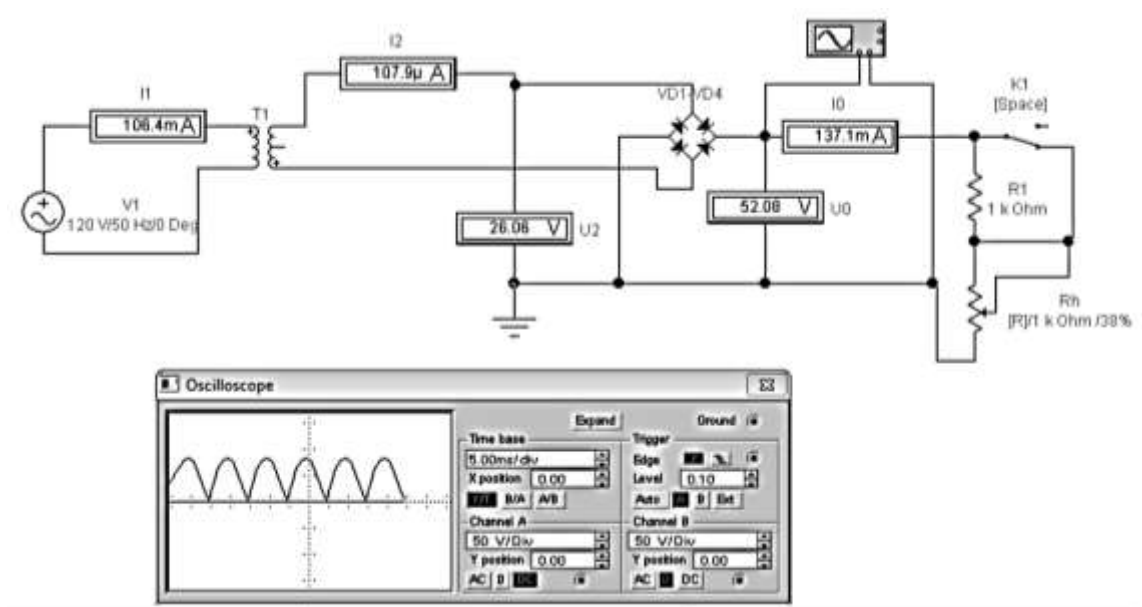 I1
106.4m A
T1
I2
107.9µ A
V1
120 V/50 Hz/0 Deg
26.06 V U2
VD1-VD4
I0
137.1m A
52.08 V U0
K1
[Space]
R1
1 k Ohm
Rh
[R]/1 k Ohm /38%
Oscilloscope
Expand
Ground
Time base
5.00ms/div
X position 0.00
Y/T B/A A/B
Trigger
Edge
Level 0.10
Auto A B Ext
Channel A
50 V/Div
Y position 0.00
AC 0 DC
Channel B
50 V/Div
Y position 0.00
AC 0 DC